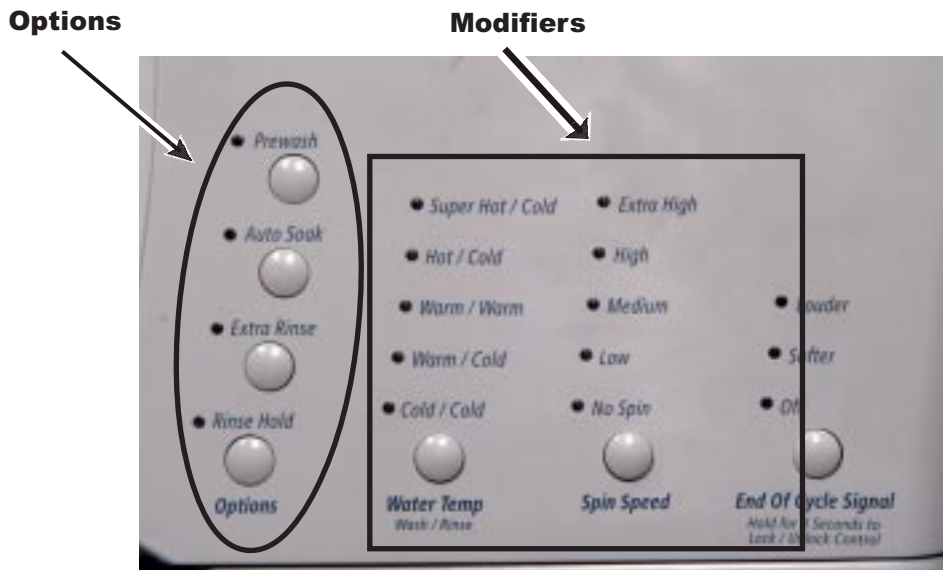 Options
Modifiers
Prewash
Auto Soak
Extra Rinse
Rinse Hold
Options
Super Hot / Cold
Hot / Cold
Warm / Warm
Warm / Cold
Cold / Cold
Water Temp
Wash / Rinse
Extra High
High
Medium
Low
No Spin
Spin Speed
Louder
Softer
End Of Cycle Signal
Hold for 3 Seconds to
Lock / Unlock Control